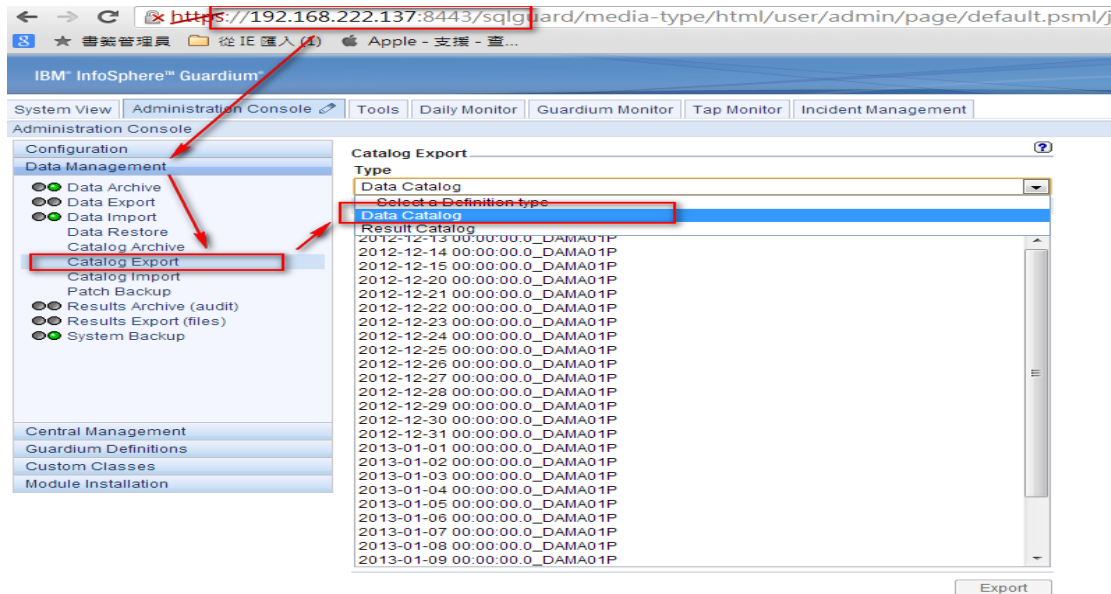 https://192.168.222.137:8443/sqlguard/media-type/html/user/admin/page/default.psml/j
書籤管理員 從 IE 匯入 (1) Apple - 支援 - 查...
IBM® InfoSphere™ Guardium®
System View Administration Console Tools Daily Monitor Guardium Monitor Tap Monitor Incident Management
Administration Console
Configuration
Data Management
Data Archive
Data Export
Data Import
Data Restore
Catalog Archive
Catalog Export
Catalog Import
Patch Backup
Results Archive (audit)
Results Export (files)
System Backup
Central Management
Guardium Definitions
Custom Classes
Module Installation
Catalog Export
?
Type
Data Catalog
Select a Definition type
Data Catalog
Result Catalog
2012-12-13 00:00:00.0_DAMA01P
2012-12-14 00:00:00.0_DAMA01P
2012-12-15 00:00:00.0_DAMA01P
2012-12-20 00:00:00.0_DAMA01P
2012-12-21 00:00:00.0_DAMA01P
2012-12-22 00:00:00.0_DAMA01P
2012-12-23 00:00:00.0_DAMA01P
2012-12-24 00:00:00.0_DAMA01P
2012-12-25 00:00:00.0_DAMA01P
2012-12-26 00:00:00.0_DAMA01P
2012-12-27 00:00:00.0_DAMA01P
2012-12-28 00:00:00.0_DAMA01P
2012-12-29 00:00:00.0_DAMA01P
2012-12-30 00:00:00.0_DAMA01P
2012-12-31 00:00:00.0_DAMA01P
2013-01-01 00:00:00.0_DAMA01P
2013-01-02 00:00:00.0_DAMA01P
2013-01-03 00:00:00.0_DAMA01P
2013-01-04 00:00:00.0_DAMA01P
2013-01-05 00:00:00.0_DAMA01P
2013-01-06 00:00:00.0_DAMA01P
2013-01-07 00:00:00.0_DAMA01P
2013-01-08 00:00:00.0_DAMA01P
2013-01-09 00:00:00.0_DAMA01P
Export